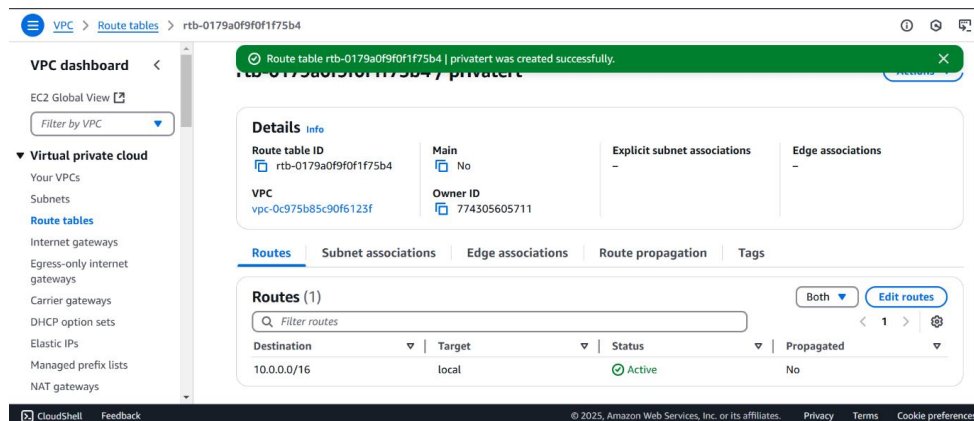 VPC > Route tables > rtb-0179a0f9f0f1f75b4
VPC dashboard
EC2 Global View
Filter by VPC
Virtual private cloud
Your VPCs
Subnets
Route tables
Internet gateways
Egress-only internet
gateways
Carrier gateways
DHCP option sets
Elastic IPs
Managed prefix lists
NAT gateways
Route table rtb-0179a0f9f0f1f75b4 | privatert was created successfully.
rtb-0179a0f9f0f1f75b4 / privatert
Actions
Details Info
Route table ID
rtb-0179a0f9f0f1f75b4
Main
No
Explicit subnet associations
–
Edge associations
–
VPC
vpc-0c975b85c90f6123f
Owner ID
774305605711
Routes Subnet associations Edge associations Route propagation Tags
Routes (1)
Both
Edit routes
Filter routes
1
Destination Target Status Propagated
10.0.0.0/16 local Active No
CloudShell Feedback © 2025, Amazon Web Services, Inc. or its affiliates. Privacy Terms Cookie preferences